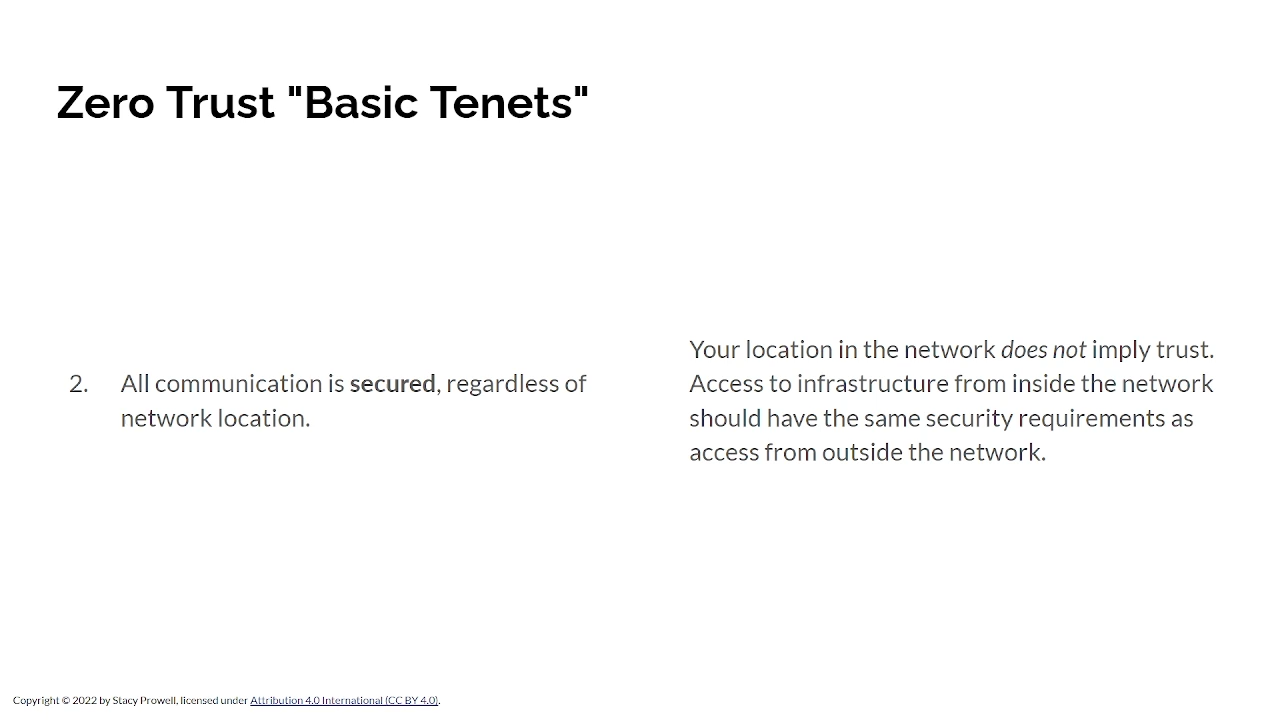 Zero Trust "Basic Tenets"
2. All communication is secured, regardless of
network location.
Your location in the network does not imply trust.
Access to infrastructure from inside the network
should have the same security requirements as
access from outside the network.
Copyright © 2022 by Stacy Prowell, licensed under Attribution 4.0 International (CC BY 4.0).